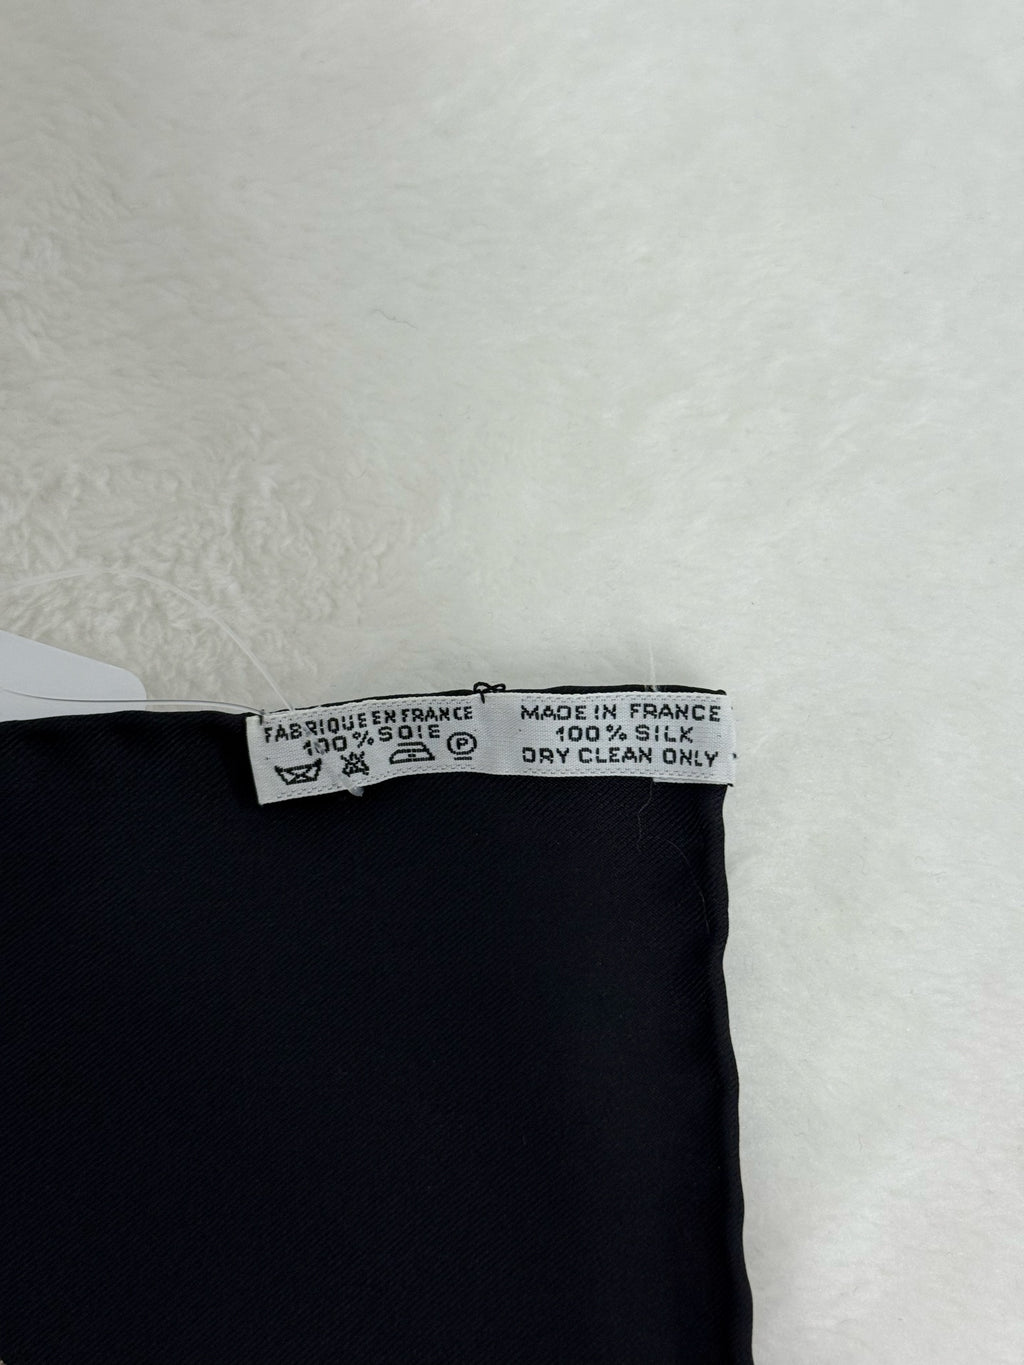 FABRIQUE EN FRANCE
100% SOIE
P
MADE IN FRANCE
100% SILK
DRY CLEAN ONLY